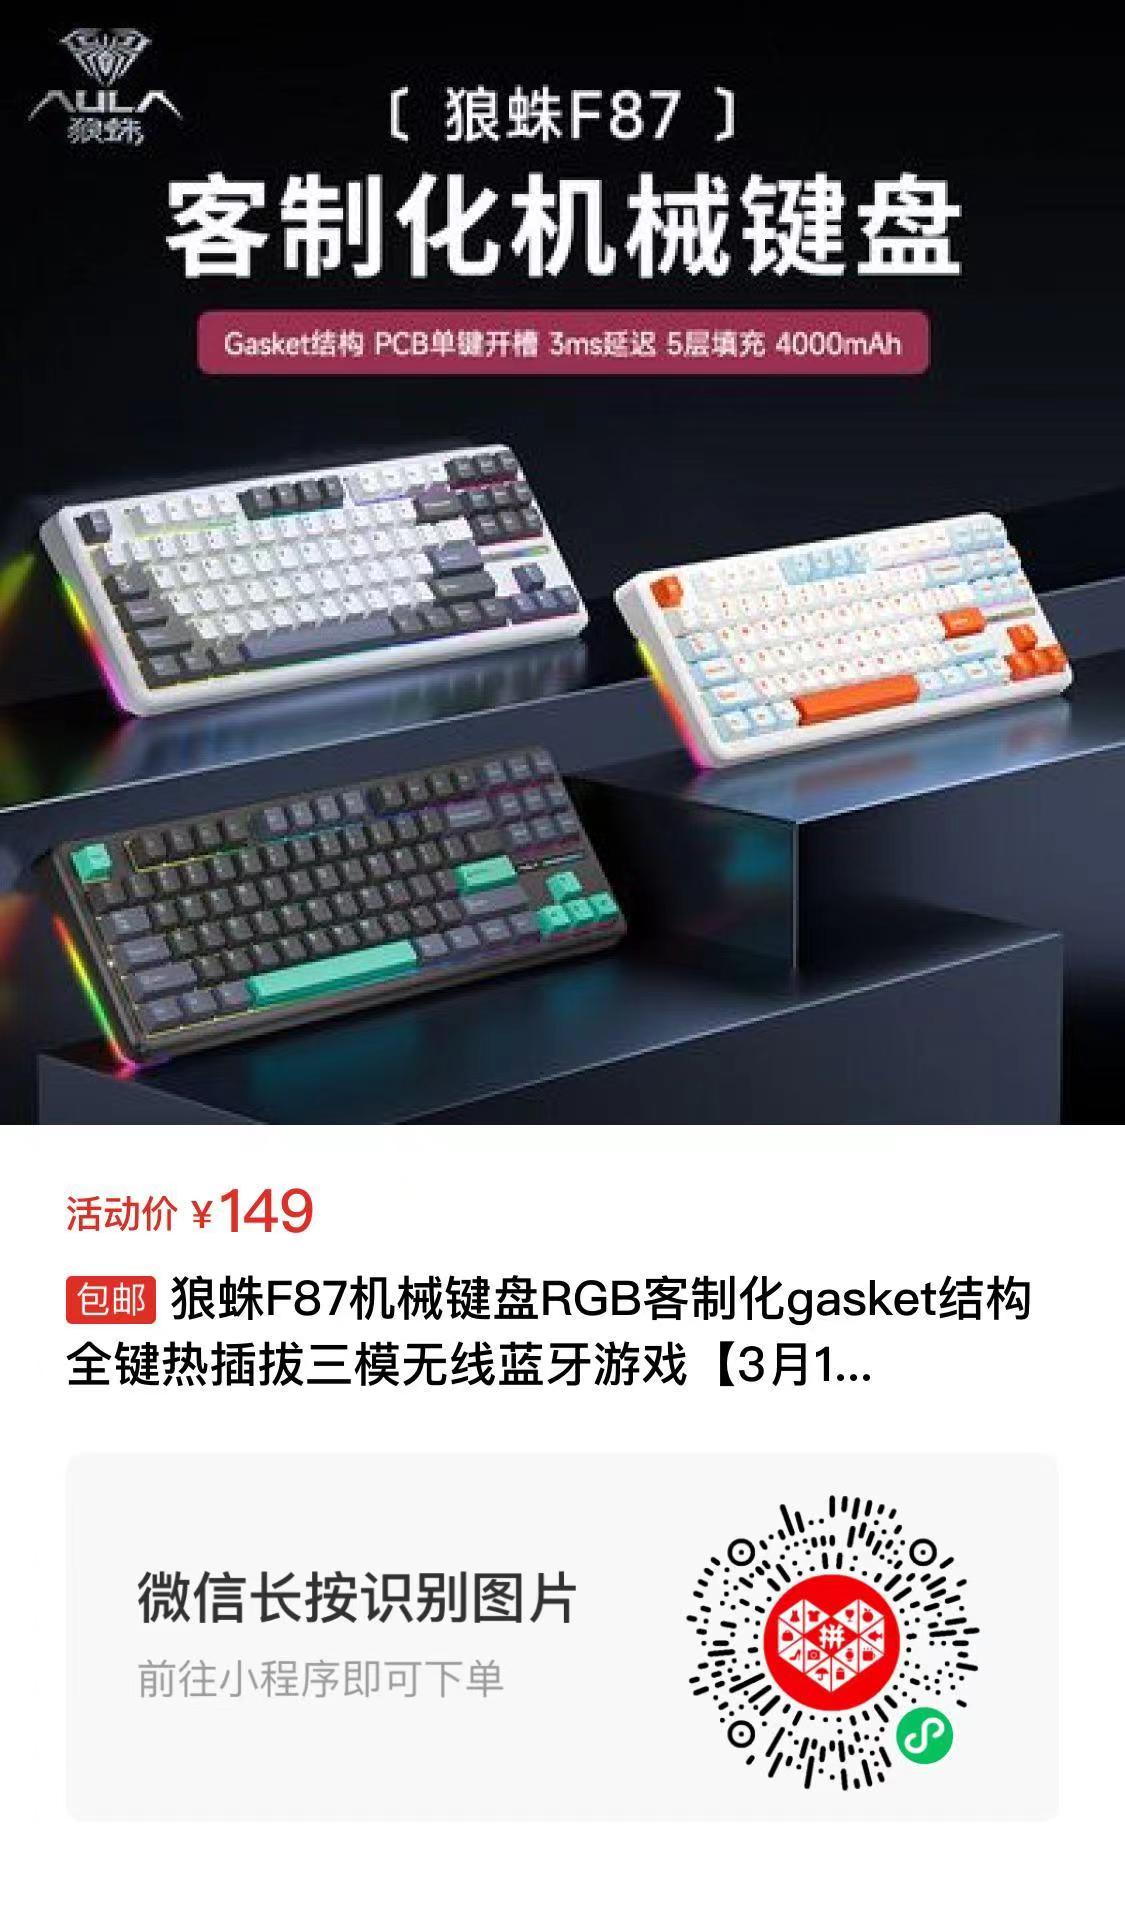 AULA
狼蛛
〔 狼蛛F87 〕
客制化机械键盘
Gasket结构 PCB单键开槽 3ms延迟 5层填充 4000mAh
活动价 ¥149
包邮 狼蛛F87机械键盘RGB客制化gasket结构
全键热插拔三模无线蓝牙游戏【3月1...
微信长按识别图片
前往小程序即可下单
拼